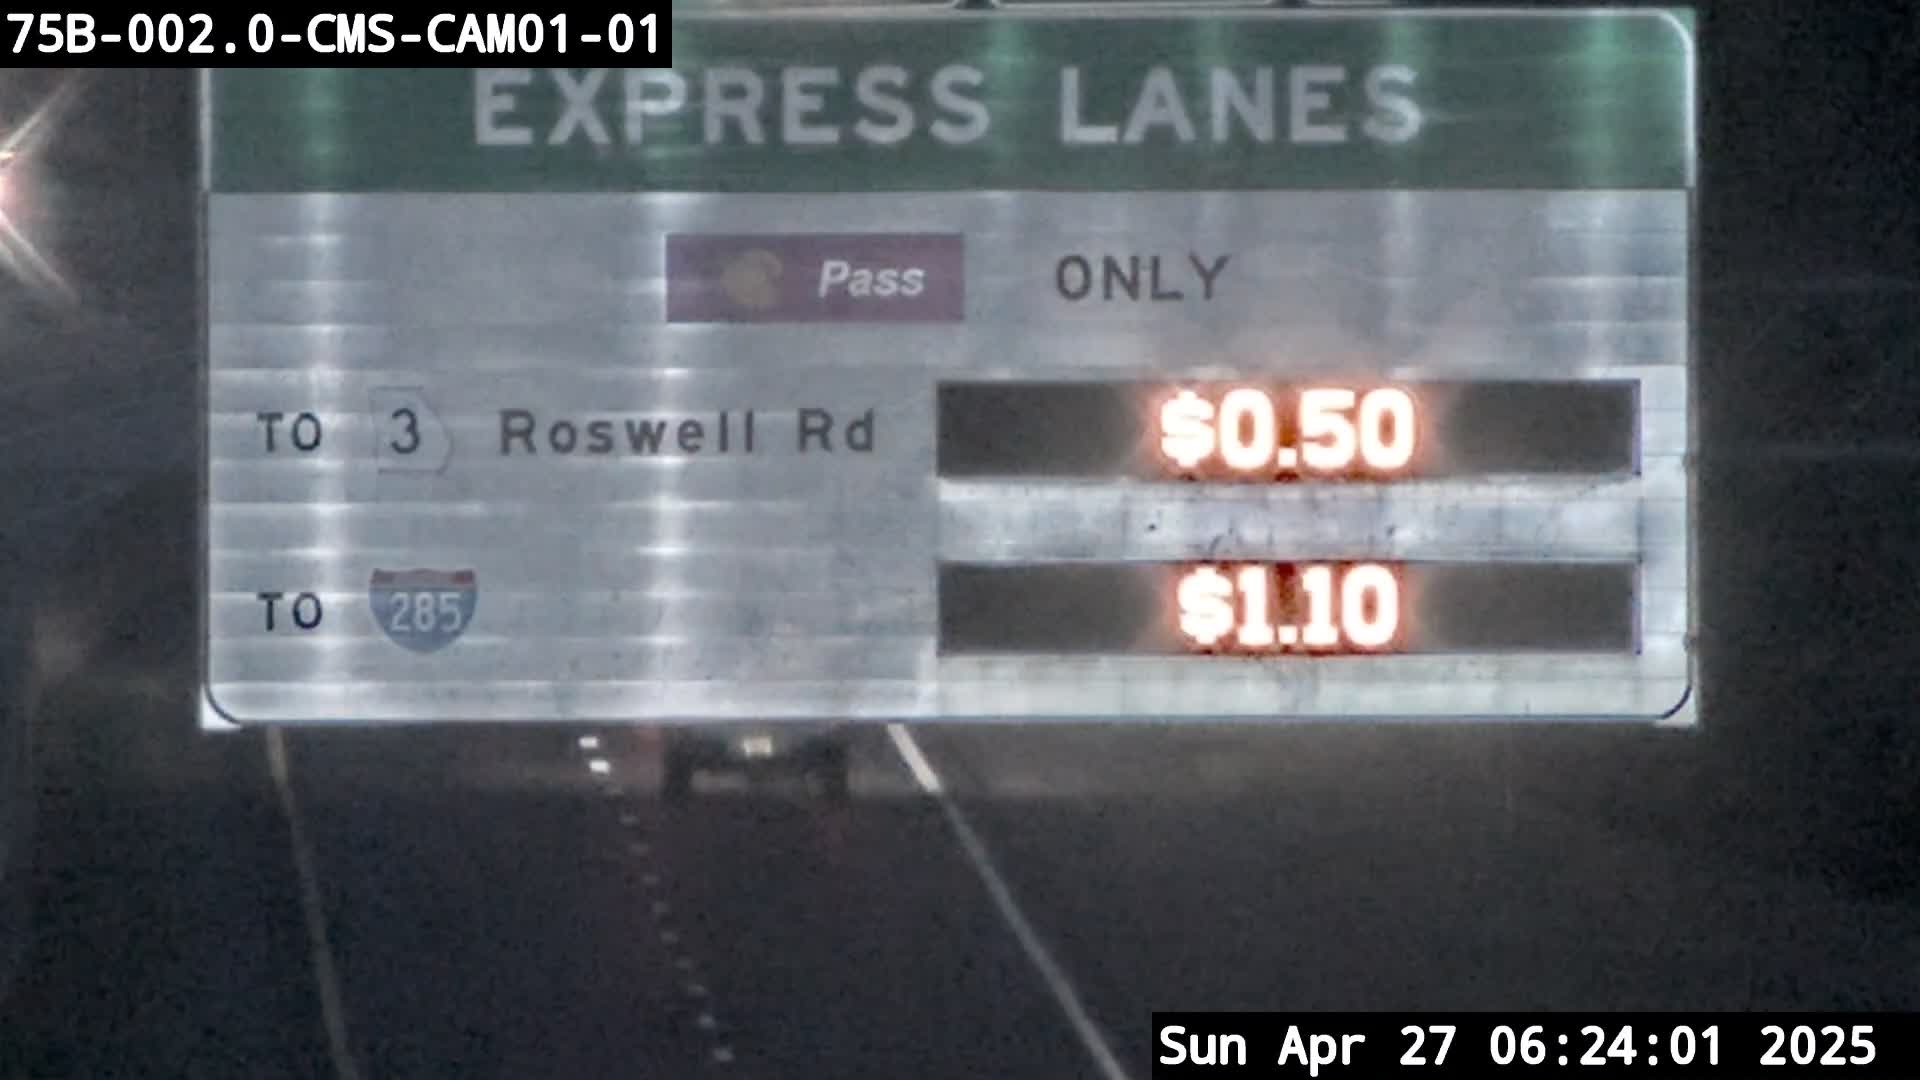 75B-002.0-CMS-CAM01-01
EXPRESS LANES
Pass ONLY
TO 3 Roswell Rd $0.50
TO 285 $1.10
Sun Apr 27 06:24:01 2025